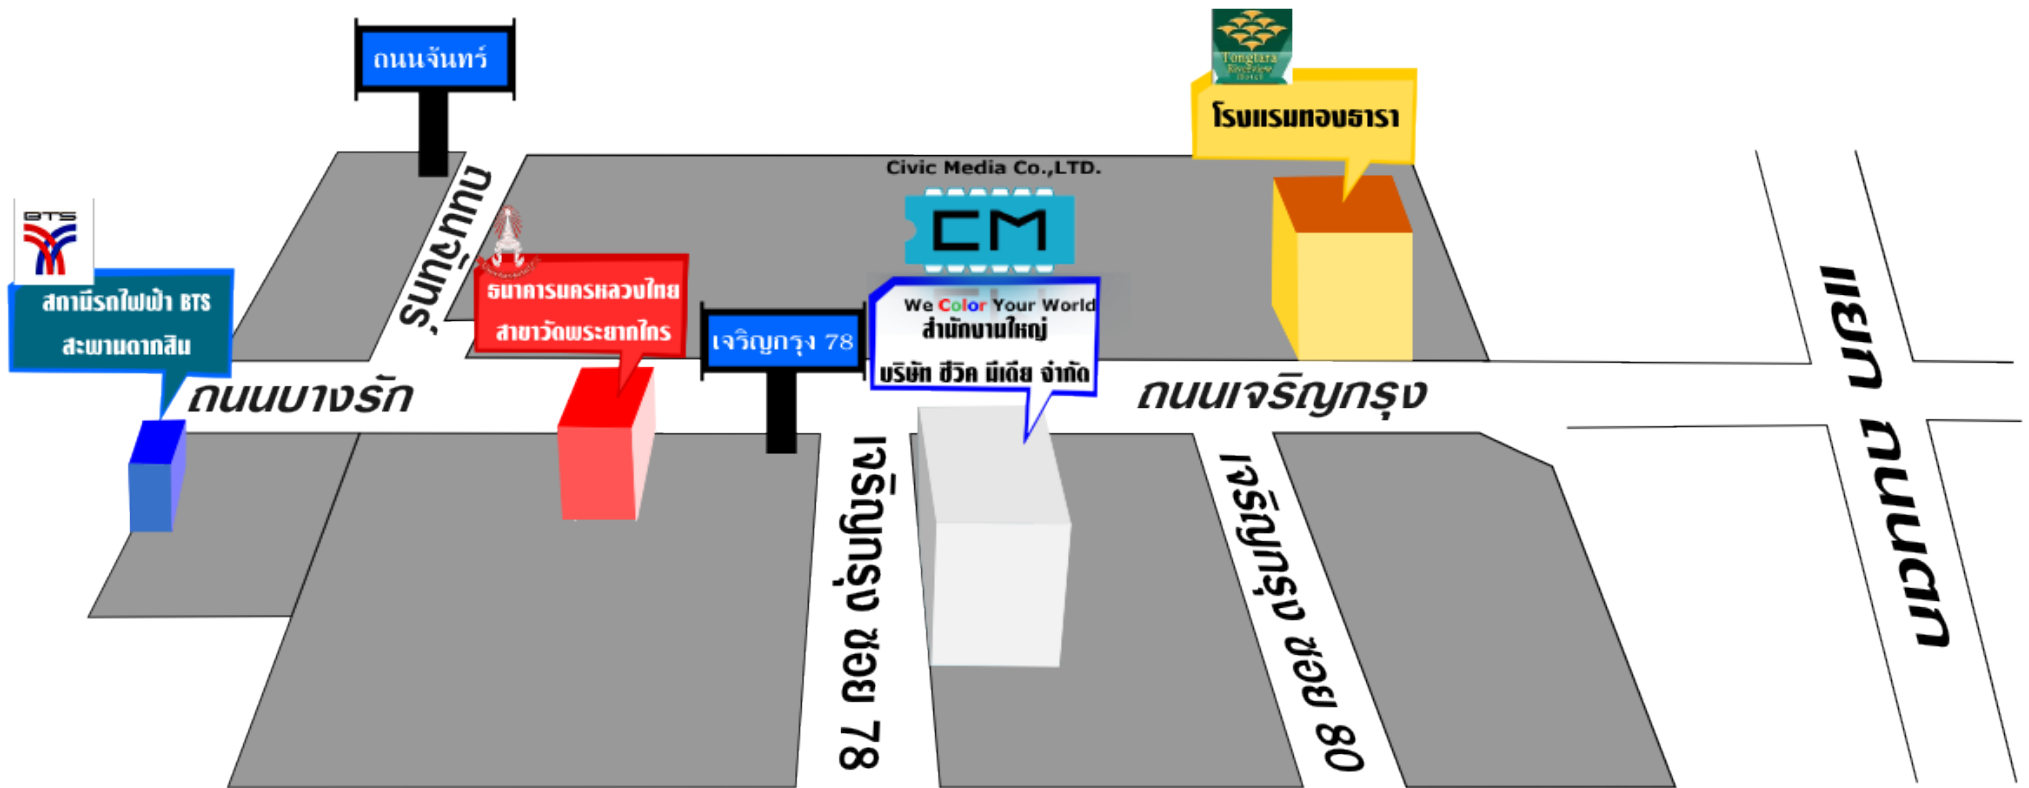 ถนนจันทร์
Tongtara
Riverview
โรงแรมทองธารา
Civic Media Co.,LTD.
CM
ถนนจันทร์
BTS
สถานีรถไฟฟ้า BTS
สะพานตากสิน
ธนาคารนครหลวงไทย
สาขาวัดพระยาไกร
เจริญกรุง 78
We Color Your World
สำนักงานใหญ่
บริษัท ซีวิค มีเดีย จำกัด
ถนนบางรัก
ถนนเจริญกรุง
แยก ถนนตก
เจริญกรุง ซอย 78
เจริญกรุง ซอย 80